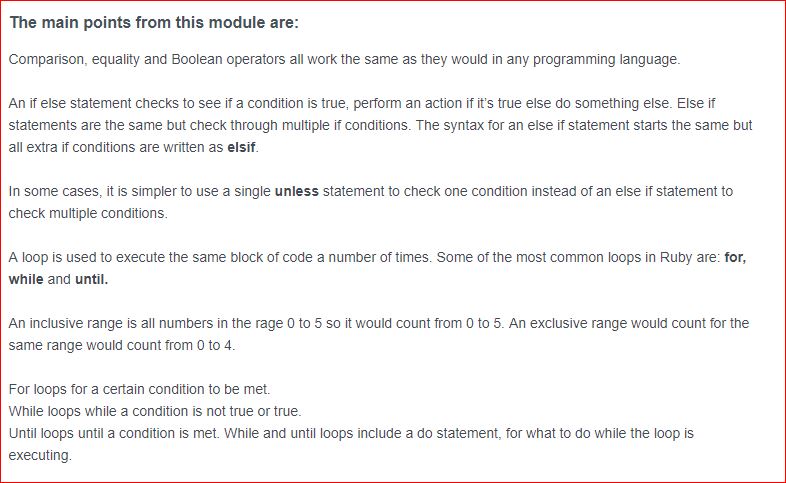 The main points from this module are:
Comparison, equality and Boolean operators all work the same as they would in any programming language.
An if else statement checks to see if a condition is true, perform an action if it's true else do something else. Else if
statements are the same but check through multiple if conditions. The syntax for an else if statement starts the same but
all extra if conditions are written as elsif.
In some cases, it is simpler to use a single unless statement to check one condition instead of an else if statement to
check multiple conditions.
A loop is used to execute the same block of code a number of times. Some of the most common loops in Ruby are: for,
while and until.
An inclusive range is all numbers in the rage 0 to 5 so it would count from 0 to 5. An exclusive range would count for the
same range would count from 0 to 4.
For loops for a certain condition to be met.
While loops while a condition is not true or true.
Until loops until a condition is met. While and until loops include a do statement, for what to do while the loop is
executing.